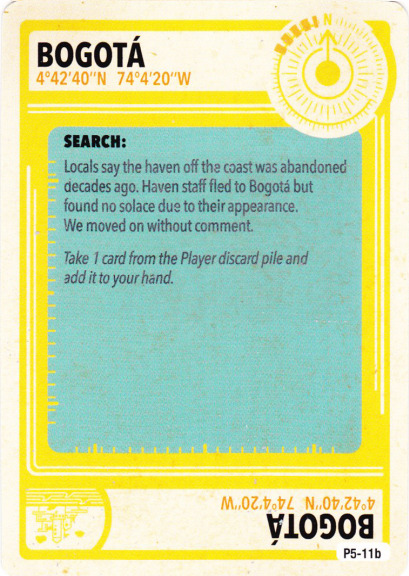 BOGOTÁ
4°42'40"N 74°4'20"W
N
SEARCH:
Locals say the haven off the coast was abandoned
decades ago. Haven staff fled to Bogotá but
found no solace due to their appearance.
We moved on without comment.
Take 1 card from the Player discard pile and
add it to your hand.
4°42'40"N 74°4'20"W
BOGOTÁ
P5-11b